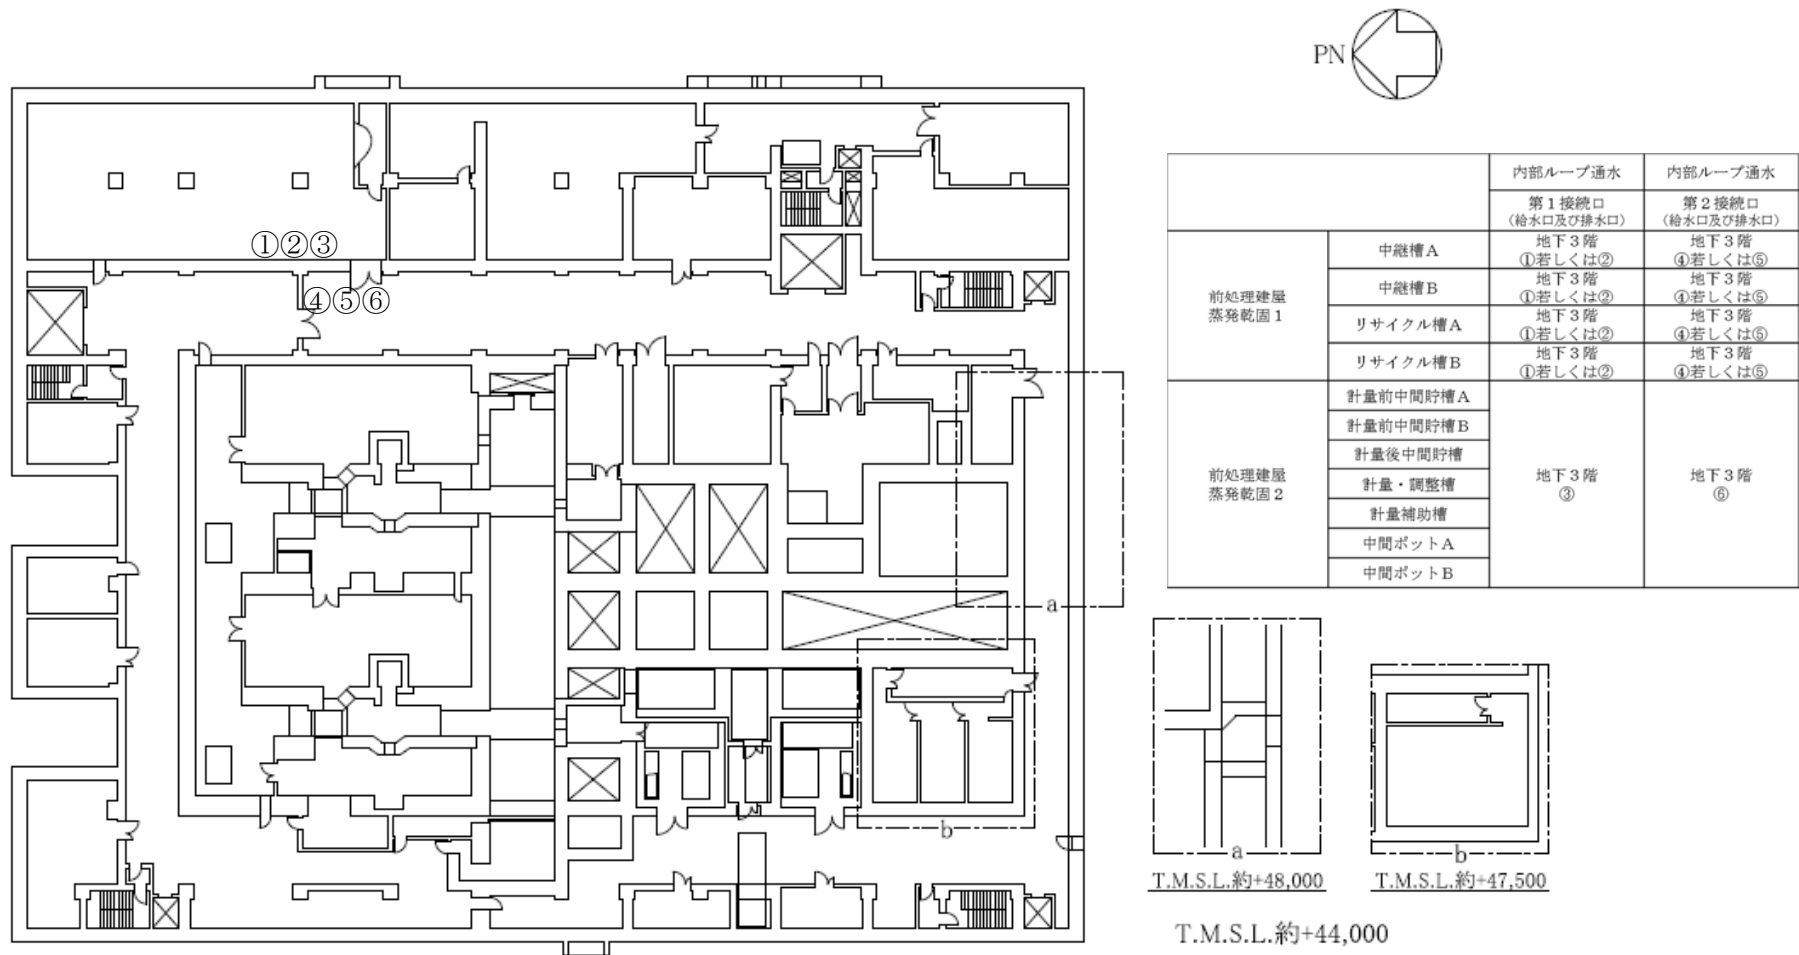 PN
①②③
④⑤⑥
a
b
内部ループ通水 内部ループ通水
第1接続口 第2接続口
(給水口及び排水口) (給水口及び排水口)
前処理建屋
蒸発乾固1
中継槽A 地下3階 ①若しくは② 地下3階 ④若しくは⑤
中継槽B 地下3階 ①若しくは② 地下3階 ④若しくは⑤
リサイクル槽A 地下3階 ①若しくは② 地下3階 ④若しくは⑤
リサイクル槽B 地下3階 ①若しくは② 地下3階 ④若しくは⑤
前処理建屋
蒸発乾固2
計量前中間貯槽A
計量前中間貯槽B
計量後中間貯槽
計量・調整槽
計量補助槽
中間ポットA
中間ポットB
地下3階 地下3階
③ ⑥
a
T.M.S.L.約+48,000
b
T.M.S.L.約+47,500
T.M.S.L.約+44,000